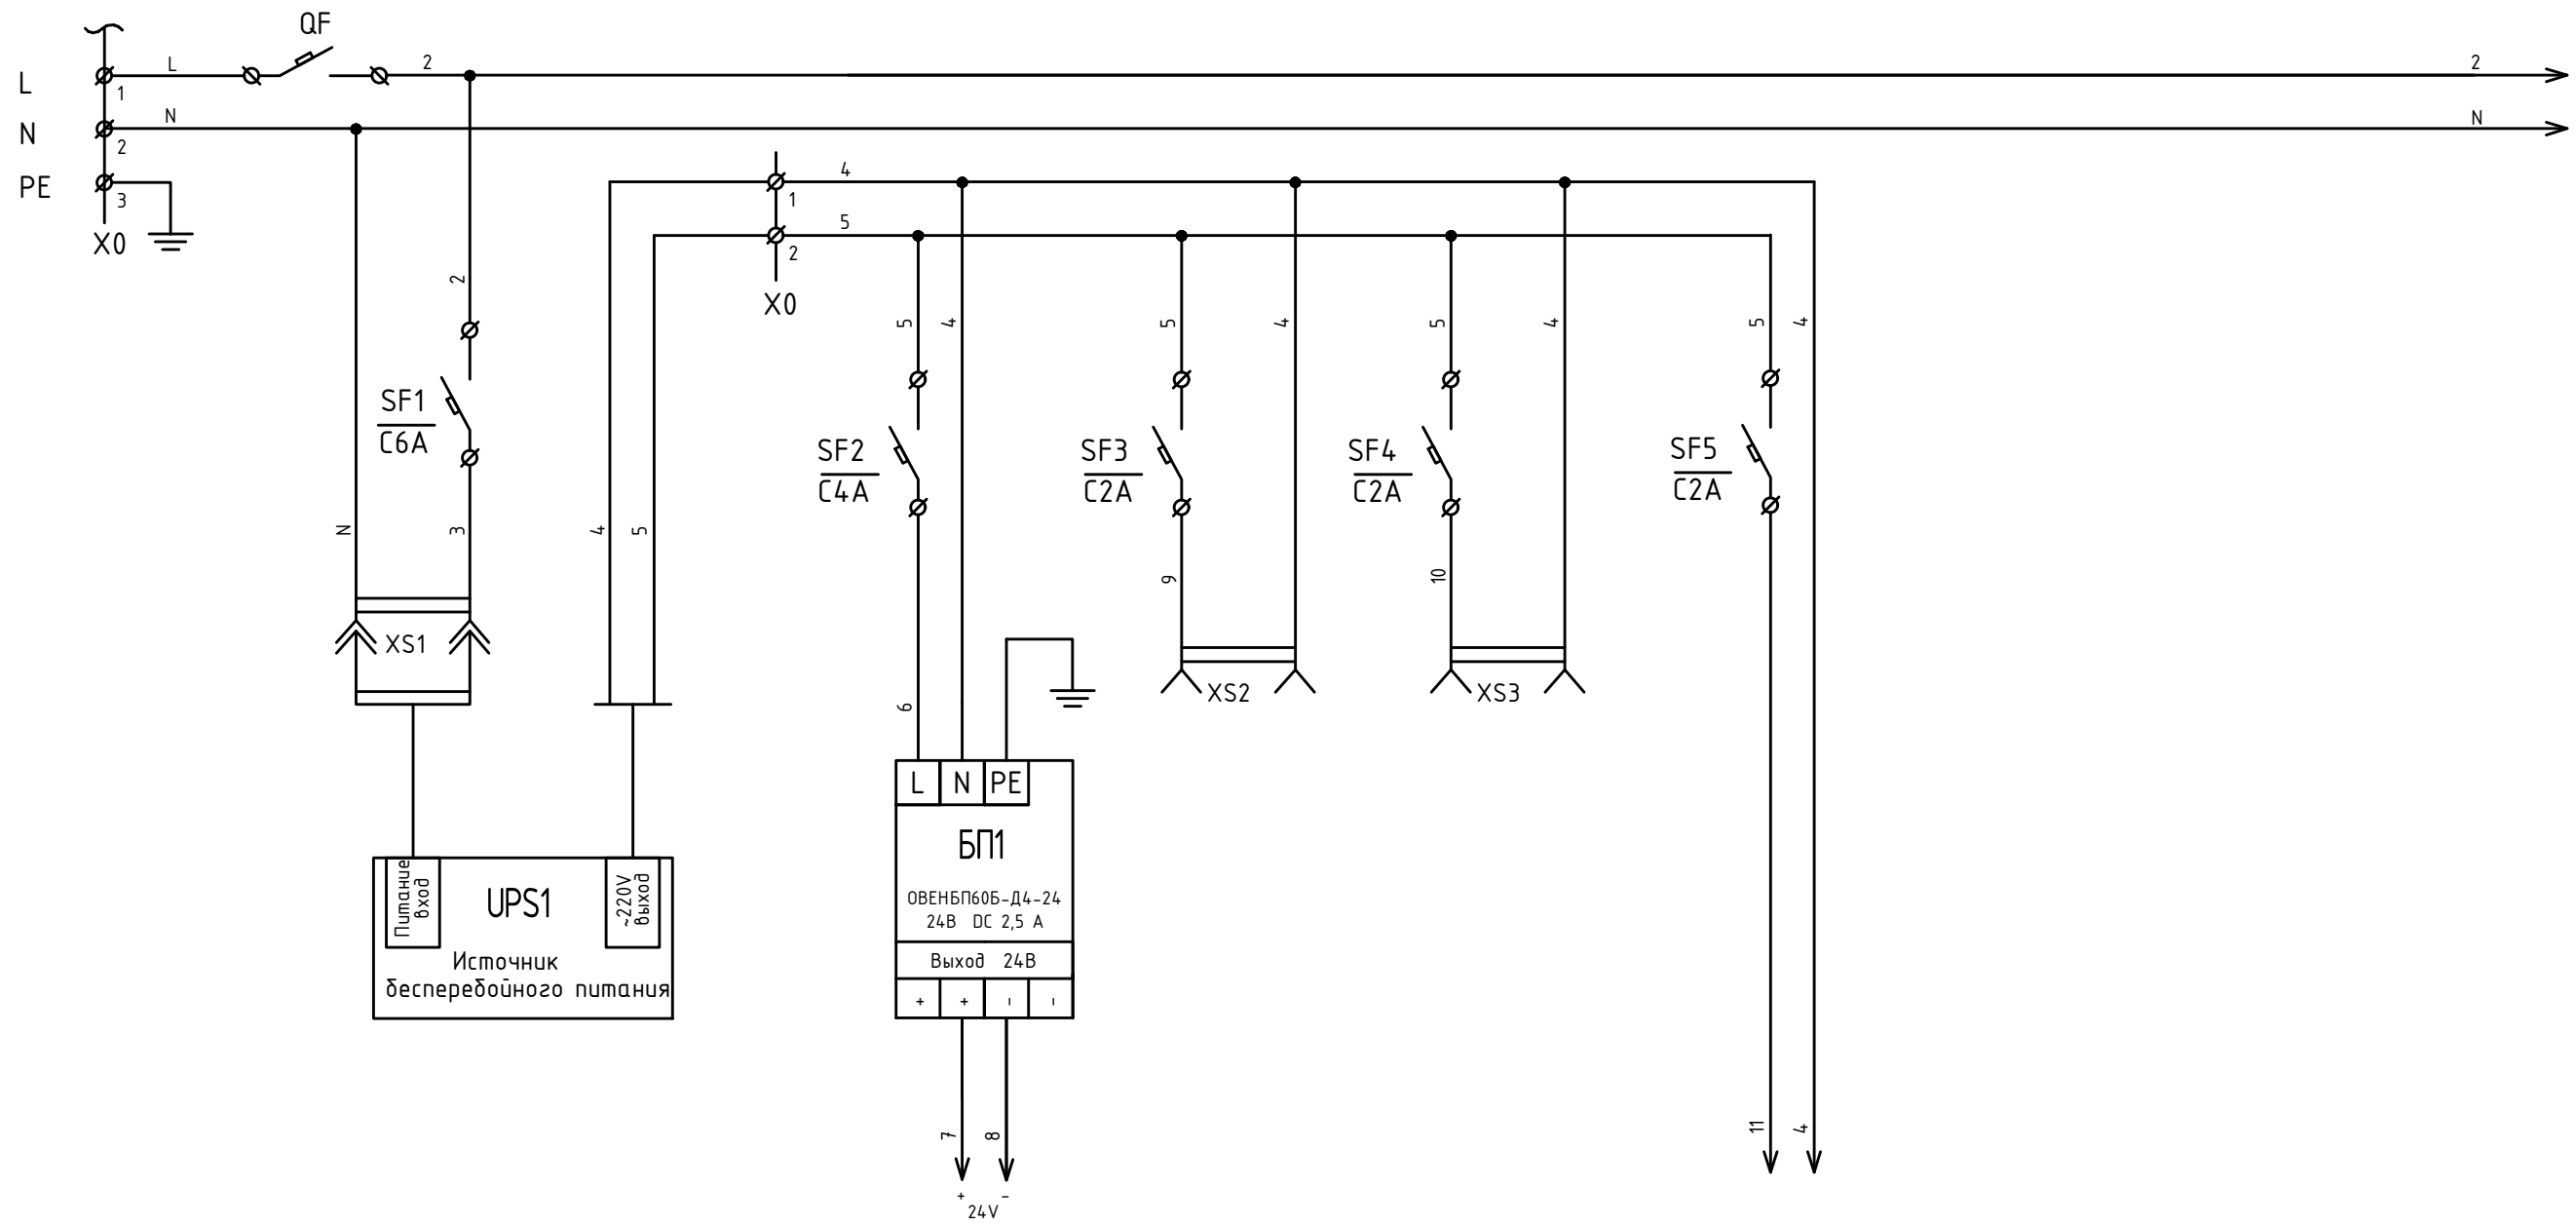 QF
L
L
2
2
1
N
N
N
2
PE
3
X0
4
1
5
2
X0
2
5
4
5
4
5
4
5
4
SF1
C6A
SF2
C4A
SF3
C2A
SF4
C2A
SF5
C2A
N
3
4
5
9
10
XS1
XS2
XS3
6
L N PE
БП1
ОВЕНБП60Б-Д4-24
24В DC 2,5 А
Выход 24В
+ + - -
Питание
вход
UPS1
~220V
выход
Источник
бесперебойного питания
7
8
11
4
+ -
24V